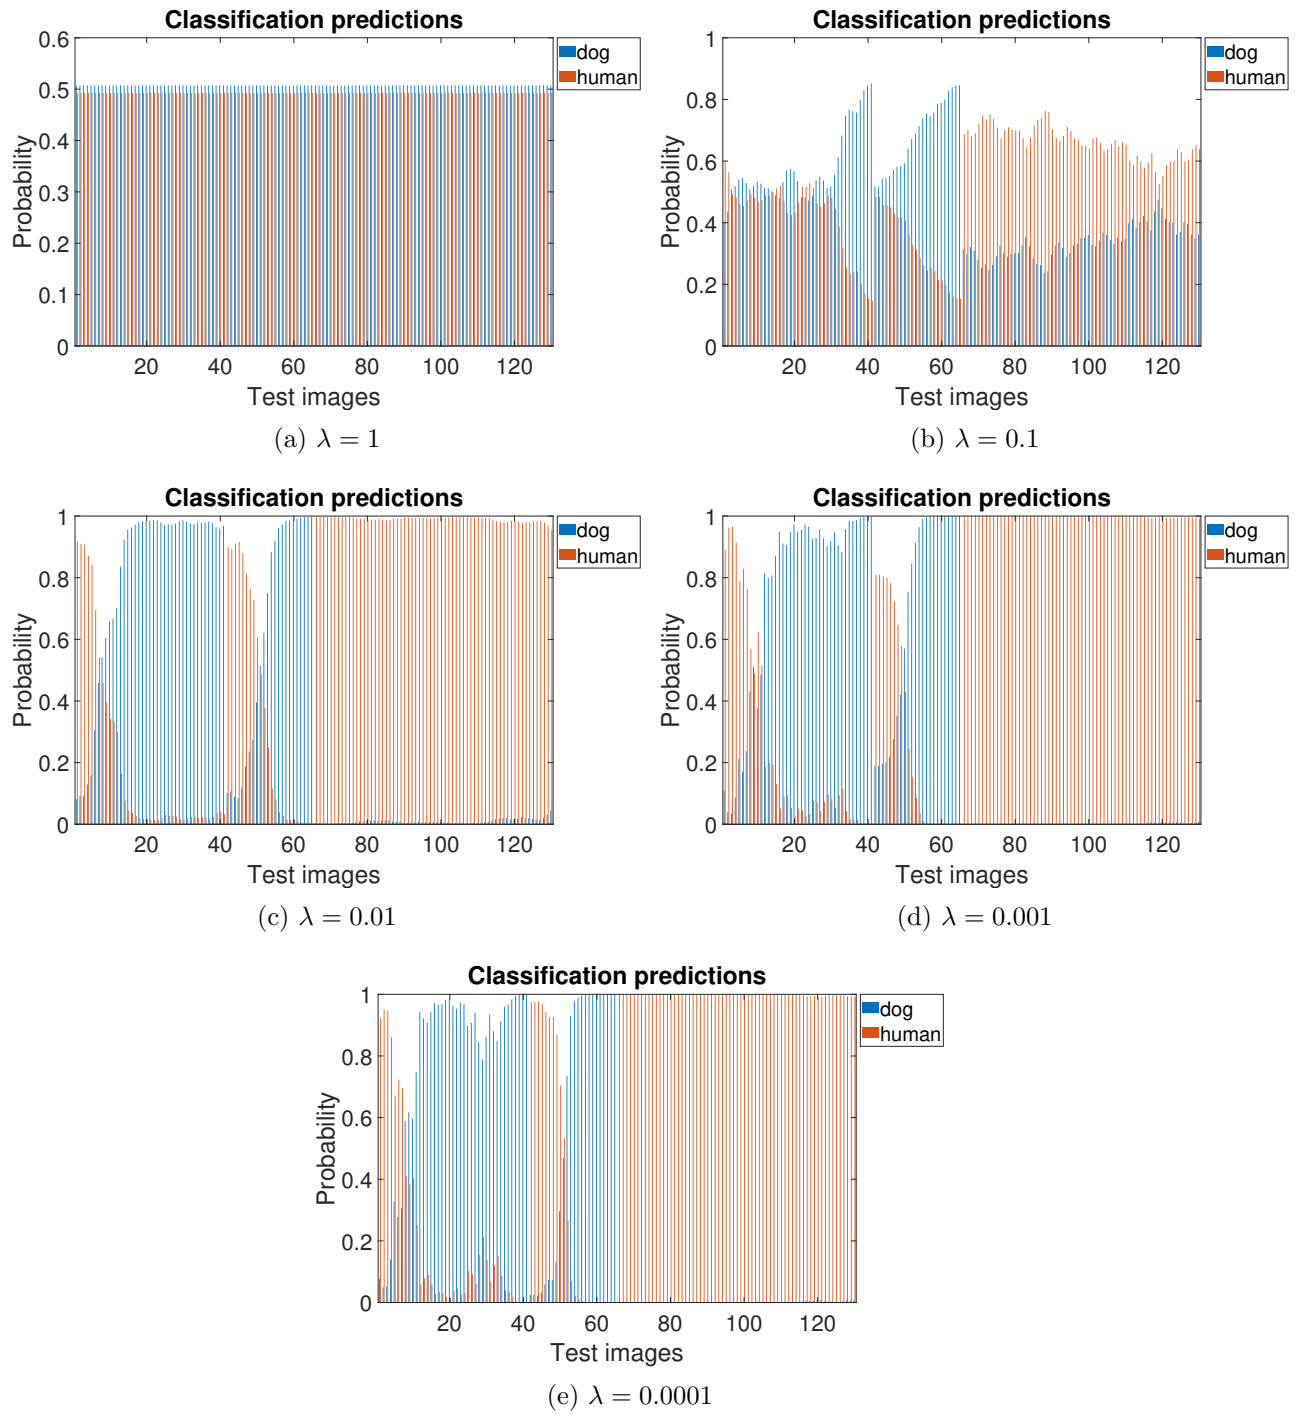 Classification predictions
0.6
0.5
0.4
0.3
0.2
0.1
0
Probability
20 40 60 80 100 120
Test images
dog
human
(a) λ = 1
Classification predictions
1
0.8
0.6
0.4
0.2
0
Probability
20 40 60 80 100 120
Test images
dog
human
(b) λ = 0.1
Classification predictions
1
0.8
0.6
0.4
0.2
0
Probability
20 40 60 80 100 120
Test images
dog
human
(c) λ = 0.01
Classification predictions
1
0.8
0.6
0.4
0.2
0
Probability
20 40 60 80 100 120
Test images
dog
human
(d) λ = 0.001
Classification predictions
1
0.8
0.6
0.4
0.2
0
Probability
20 40 60 80 100 120
Test images
dog
human
(e) λ = 0.0001